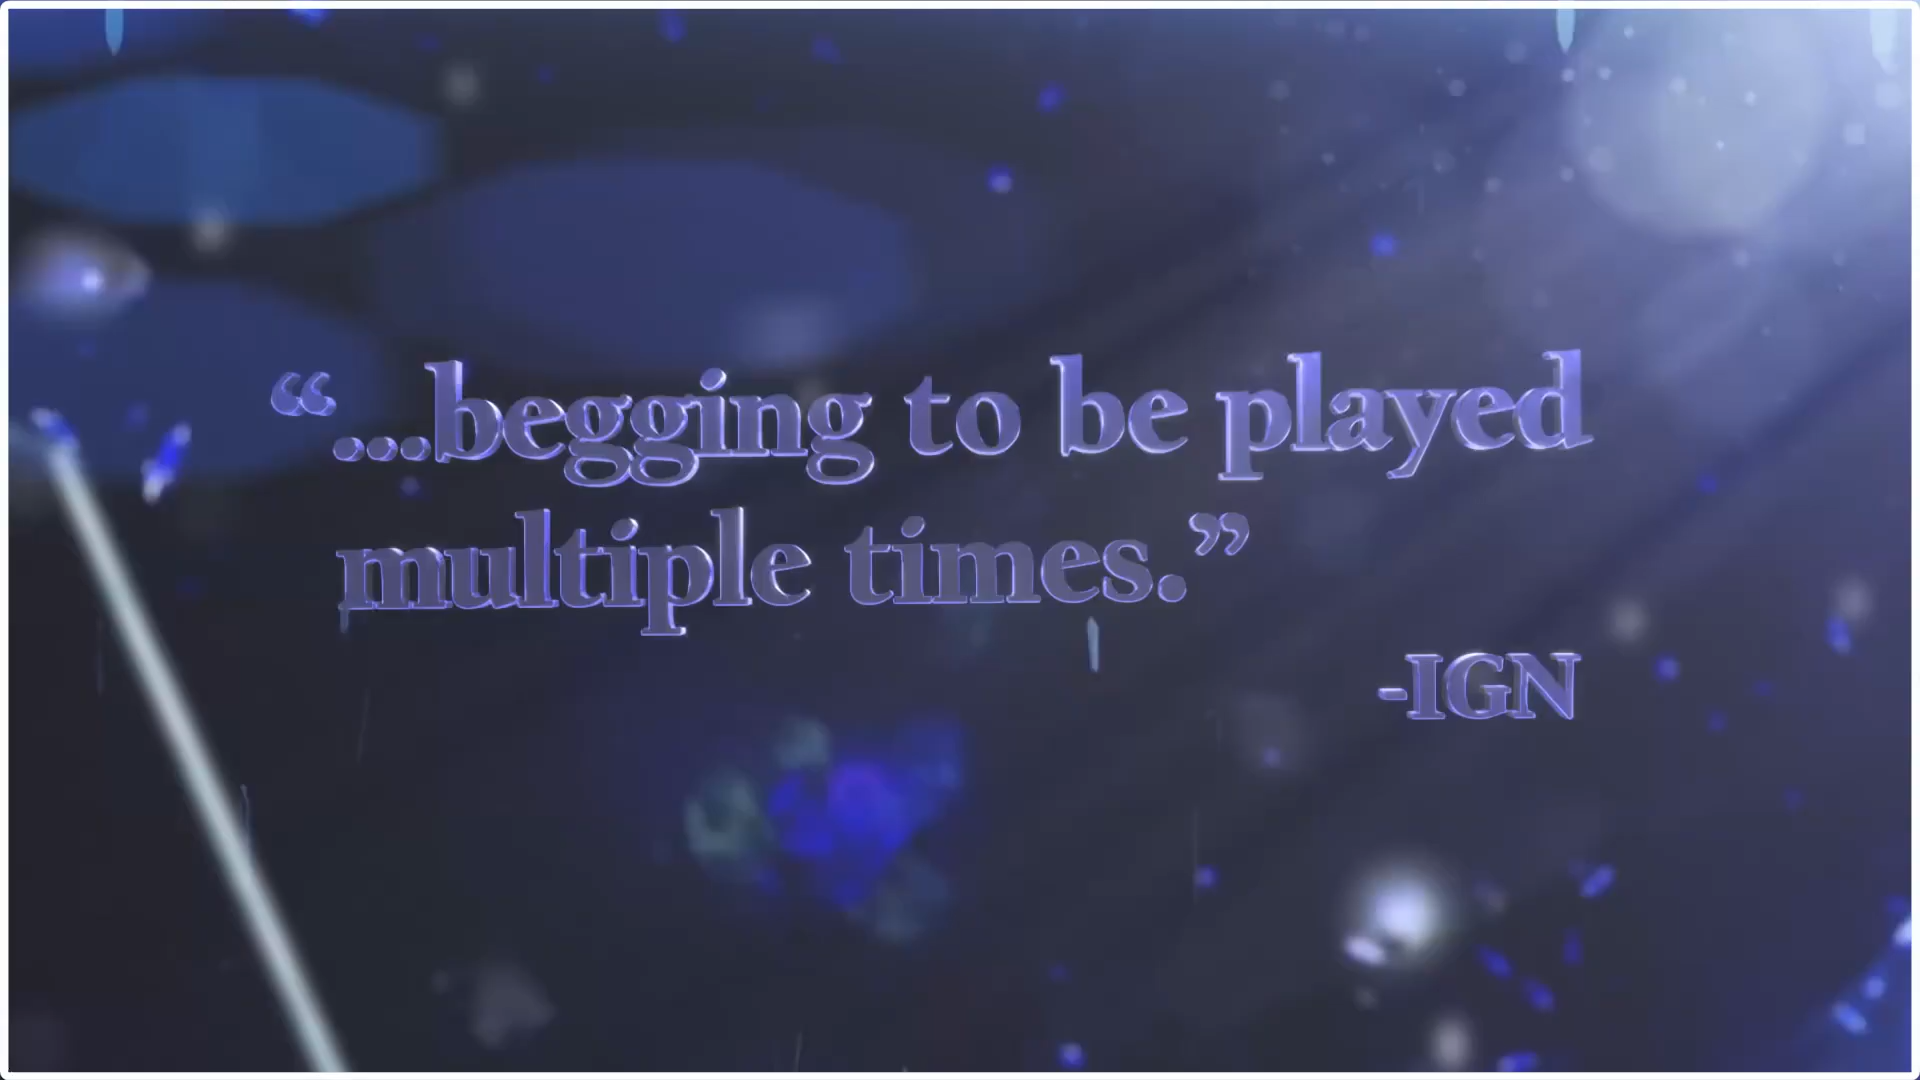 “...begging to be played
multiple times.”
-IGN